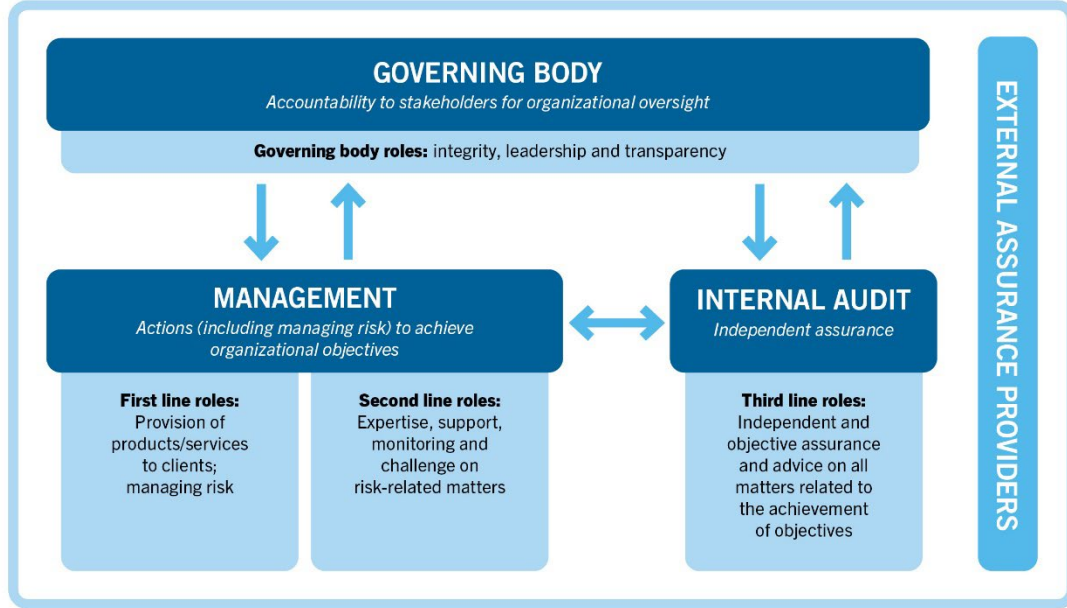 GOVERNING BODY
Accountability to stakeholders for organizational oversight
Governing body roles: integrity, leadership and transparency
MANAGEMENT
Actions (including managing risk) to achieve
organizational objectives
First line roles:
Provision of
products/services
to clients;
managing risk
Second line roles:
Expertise, support,
monitoring and
challenge on
risk-related matters
INTERNAL AUDIT
Independent assurance
Third line roles:
Independent and
objective assurance
and advice on all
matters related to
the achievement
of objectives
EXTERNAL ASSURANCE PROVIDERS